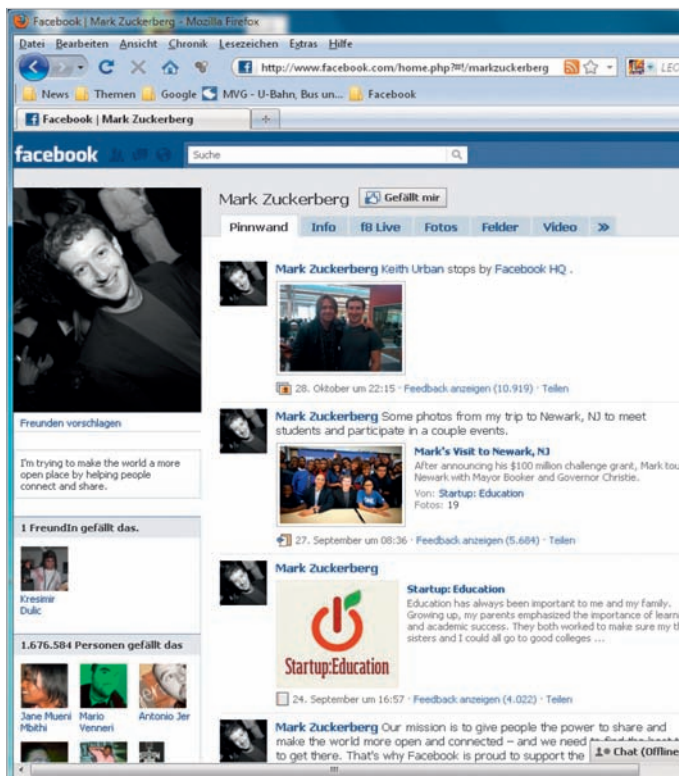 Facebook | Mark Zuckerberg - Mozilla Firefox
Datei Bearbeiten Ansicht Chronik Lesezeichen Extras Hilfe
http://www.facebook.com/home.php?#!/markzuckerberg
LEO
News Themen Google MVG - U-Bahn, Bus un... Facebook
Facebook | Mark Zuckerberg
facebook
Suche
Mark Zuckerberg Gefällt mir
Pinnwand Info f8 Live Fotos Felder Video »
Mark Zuckerberg Keith Urban stops by Facebook HQ .
28. Oktober um 22:15 · Feedback anzeigen (10.919) · Teilen
Mark Zuckerberg Some photos from my trip to Newark, NJ to meet
students and participate in a couple events.
Mark's Visit to Newark, NJ
After announcing his $100 million challenge grant, Mark tou
Newark with Mayor Booker and Governor Christie.
Von: Startup: Education
Fotos: 19
27. September um 08:36 · Feedback anzeigen (5.684) · Teilen
Mark Zuckerberg
Startup: Education
Education has always been important to me and my family.
Growing up, my parents emphasized the importance of learn
and academic success. They both worked to make sure my th
sisters and I could all go to good colleges ...
Startup:Education
24. September um 16:57 · Feedback anzeigen (4.022) · Teilen
Mark Zuckerberg Our mission is to give people the power to share and
make the world more open and connected – and we need
to get there. That's why Facebook is proud to support the
Chat (Offline
Freunden vorschlagen
I'm trying to make the world a more
open place by helping people
connect and share.
1 FreundIn gefällt das.
Kresimir
Dulic
1.676.584 Personen gefällt das
Jane Mueni
Mbithi
Mario
Venneri
Antonio Jer